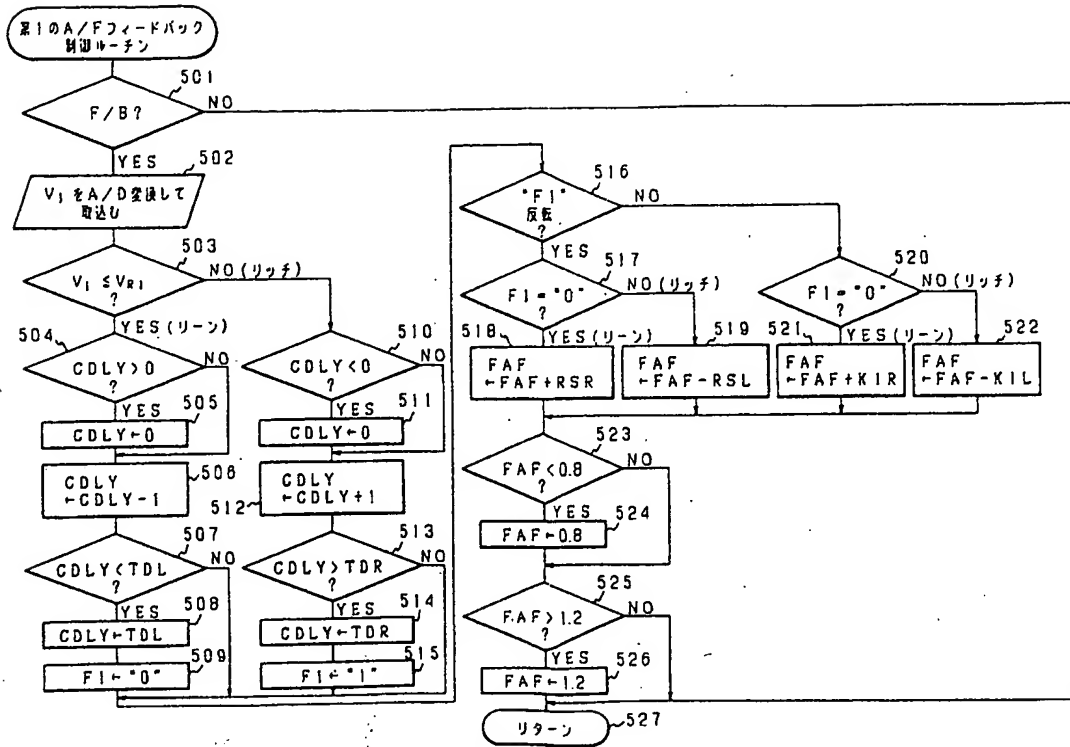 第1のA/Fフィードバック
制御ルーチン
501
F/B?
NO
YES
502
V1をA/D変換して
取込む
503
V1≤VR1
?
NO(リッチ)
YES(リーン)
504
CDLY>0
?
NO
YES
505
CDLY←0
506
CDLY
←CDLY-1
507
CDLY<TDL
?
NO
YES
508
CDLY←TDL
509
F1←"0"
510
CDLY<0
?
NO
YES
511
CDLY←0
512
CDLY
←CDLY+1
513
CDLY>TDR
?
NO
YES
514
CDLY←TDR
515
F1←"1"
516
"F1"
反転
?
NO
YES
517
F1="0"
?
NO(リッチ)
YES(リーン)
518
FAF
←FAF+RSR
519
FAF
←FAF-RSL
520
F1="0"
?
NO(リッチ)
YES(リーン)
521
FAF
←FAF+KIR
522
FAF
←FAF-KIL
523
FAF<0.8
?
NO
YES
524
FAF←0.8
525
FAF>1.2
?
NO
YES
526
FAF←1.2
リターン
527